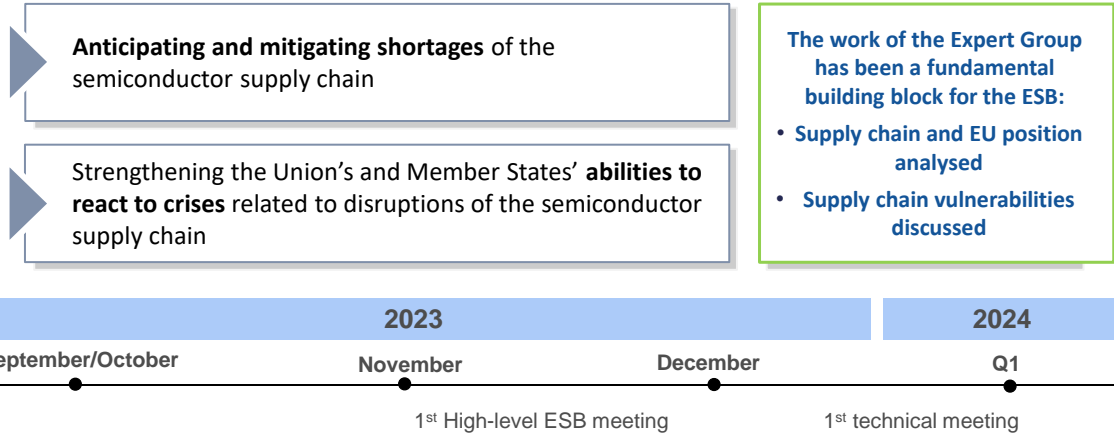 Anticipating and mitigating shortages of the
semiconductor supply chain
Strengthening the Union’s and Member States’ abilities to
react to crises related to disruptions of the semiconductor
supply chain
The work of the Expert Group
has been a fundamental
building block for the ESB:
• Supply chain and EU position
analysed
• Supply chain vulnerabilities
discussed
2023
2024
eptember/October
November
December
Q1
1st High-level ESB meeting
1st technical meeting